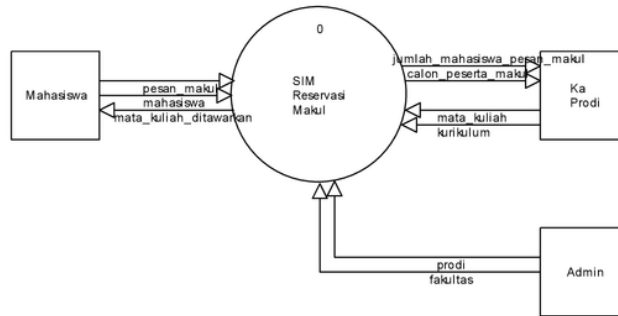 0
SIM
Reservasi
Makul
Mahasiswa
pesan_makul
mahasiswa
mata_kuliah_ditawarkan
jumlah_mahasiswa_pesan_makul
calon_peserta_makul
Ka
Prodi
mata_kuliah
kurikulum
prodi
fakultas
Admin